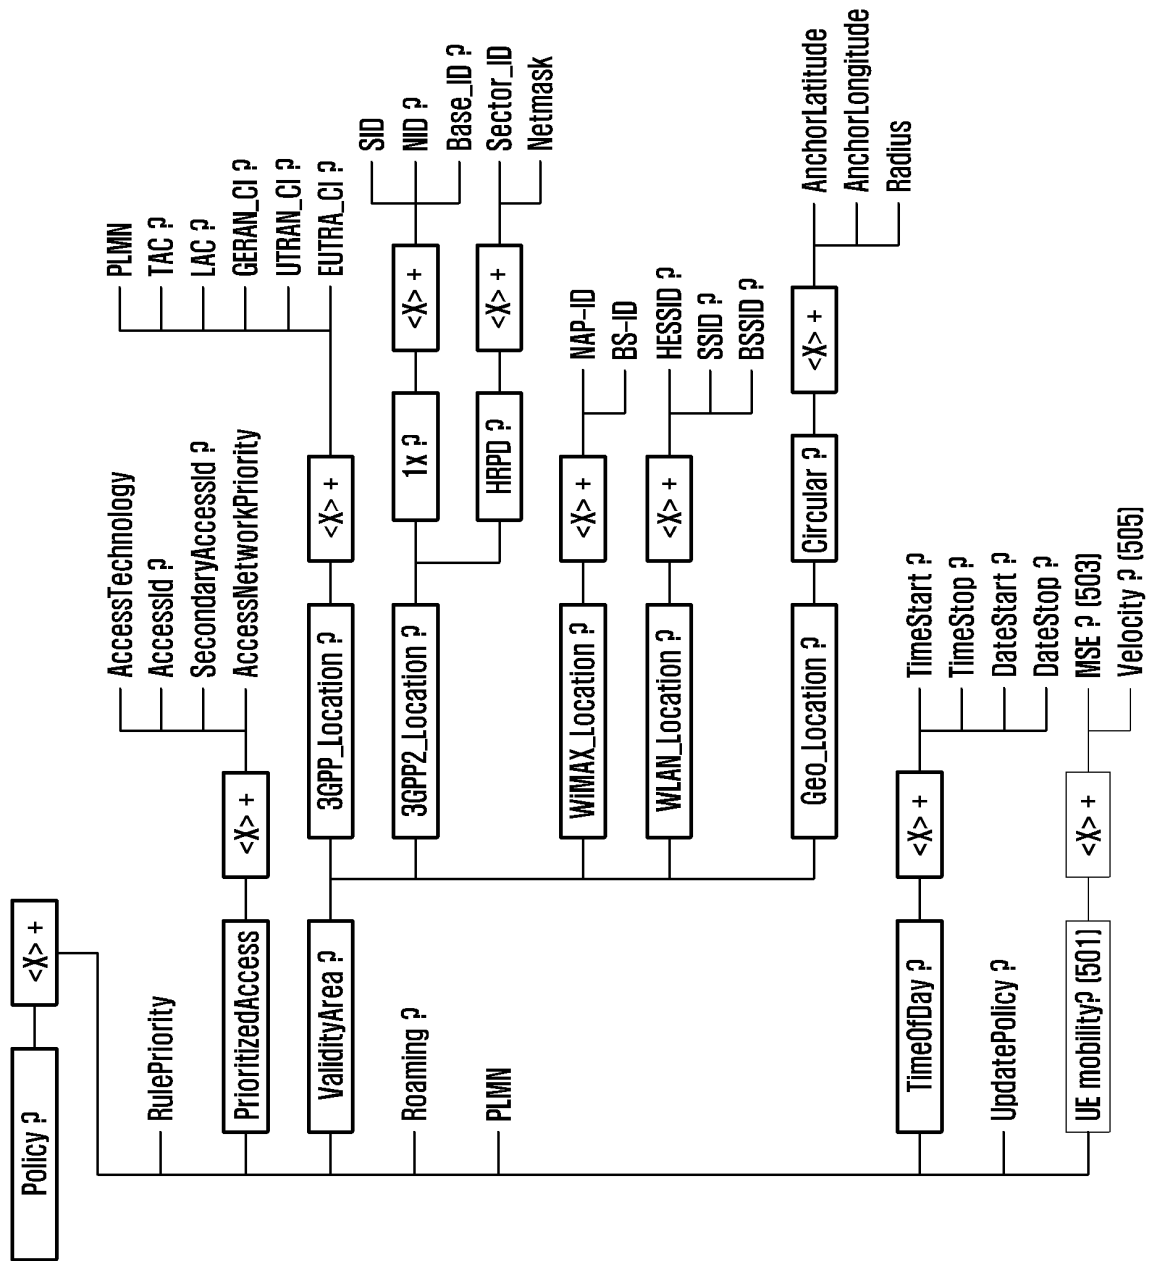 Policy ?
<X> +
RulePriority
PrioritizedAccess
<X> +
AccessTechnology
AccessId ?
SecondaryAccessId ?
AccessNetworkPriority
ValidityArea ?
3GPP_Location ?
<X> +
PLMN
TAC ?
LAC ?
GERAN_CI ?
UTRAN_CI ?
EUTRA_CI ?
3GPP2_Location ?
1x ?
<X> +
SID
NID ?
Base_ID ?
HRPD ?
<X> +
Sector_ID
Netmask
WiMAX_Location ?
<X> +
NAP-ID
BS-ID
WLAN_Location ?
<X> +
HESSID ?
SSID ?
BSSID ?
Geo_Location ?
Circular ?
<X> +
AnchorLatitude
AnchorLongitude
Radius
Roaming ?
PLMN
TimeOfDay ?
<X> +
TimeStart ?
TimeStop ?
DateStart ?
DateStop ?
UpdatePolicy ?
UE mobility? (501)
<X> +
MSE ? (503)
Velocity ? (505)